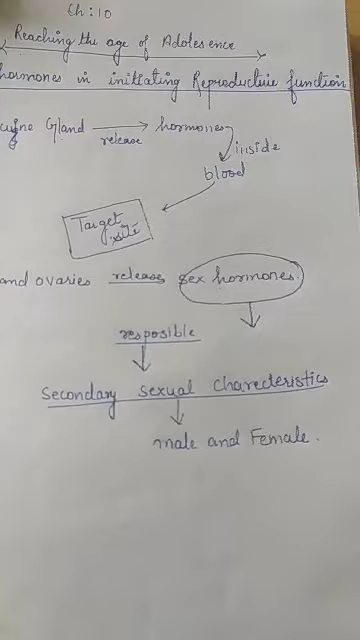 Ch: 10
Reaching the age of Adolesence
hormones in initiating Reproductive function
Gland → release hormones
inside
blood
Target site
and ovaries release sex hormones.
resposible
Secondary sexual charecteristics
male and Female.